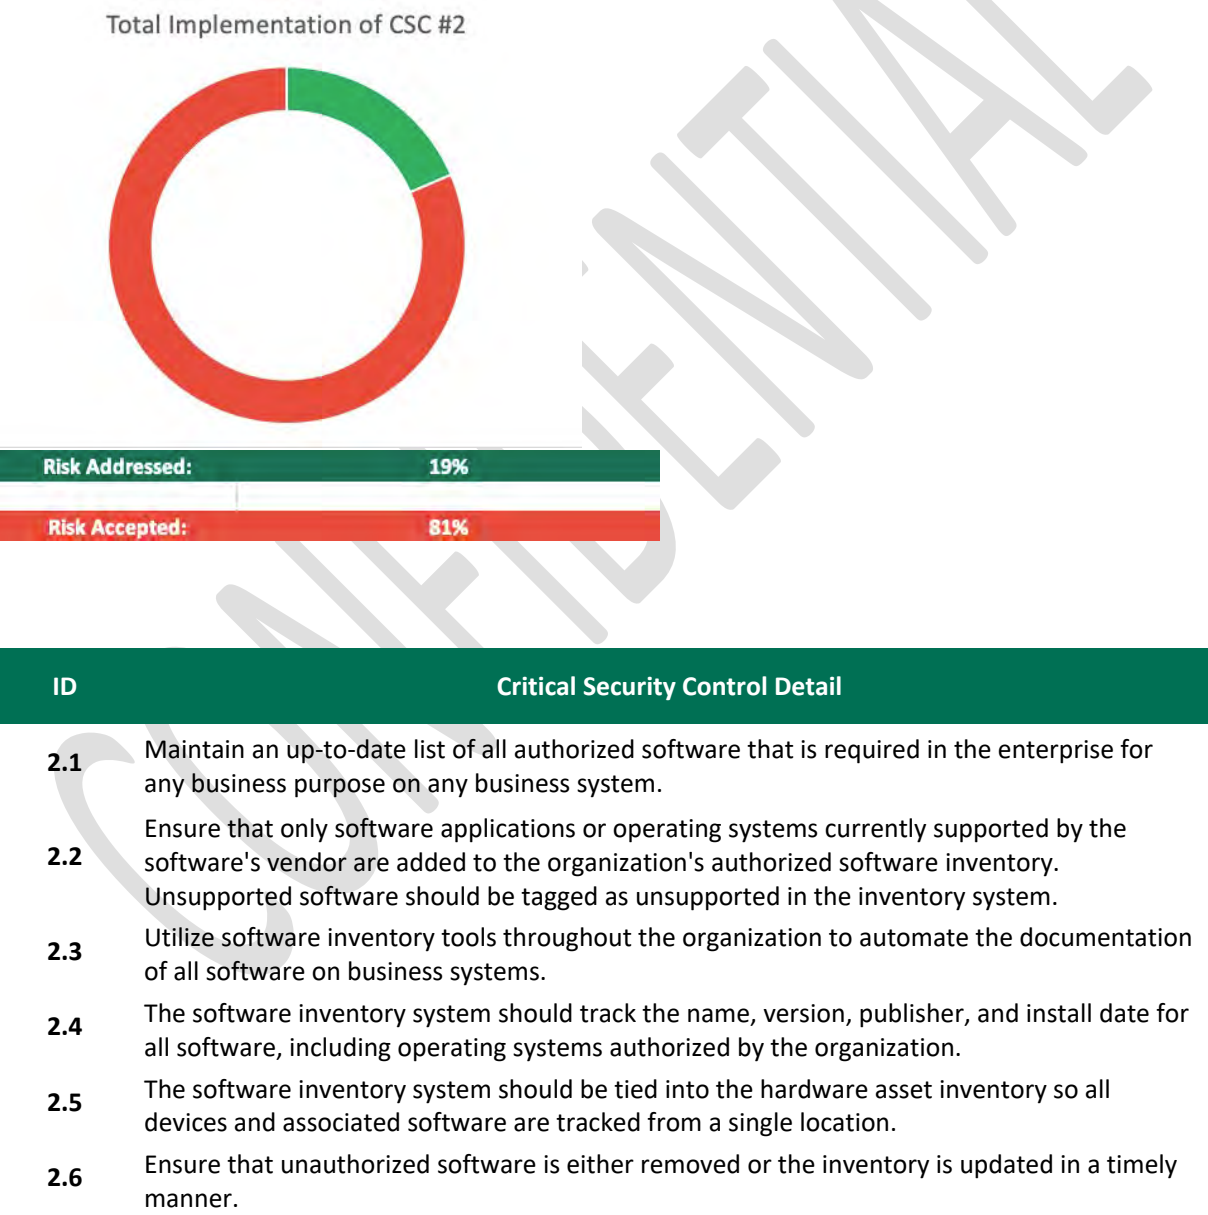 Total Implementation of CSC #2
Risk Addressed: 19%
Risk Accepted: 81%
CONFIDENTIAL
ID Critical Security Control Detail
2.1 Maintain an up-to-date list of all authorized software that is required in the enterprise for
any business purpose on any business system.
2.2 Ensure that only software applications or operating systems currently supported by the
software's vendor are added to the organization's authorized software inventory.
Unsupported software should be tagged as unsupported in the inventory system.
2.3 Utilize software inventory tools throughout the organization to automate the documentation
of all software on business systems.
2.4 The software inventory system should track the name, version, publisher, and install date for
all software, including operating systems authorized by the organization.
2.5 The software inventory system should be tied into the hardware asset inventory so all
devices and associated software are tracked from a single location.
2.6 Ensure that unauthorized software is either removed or the inventory is updated in a timely
manner.